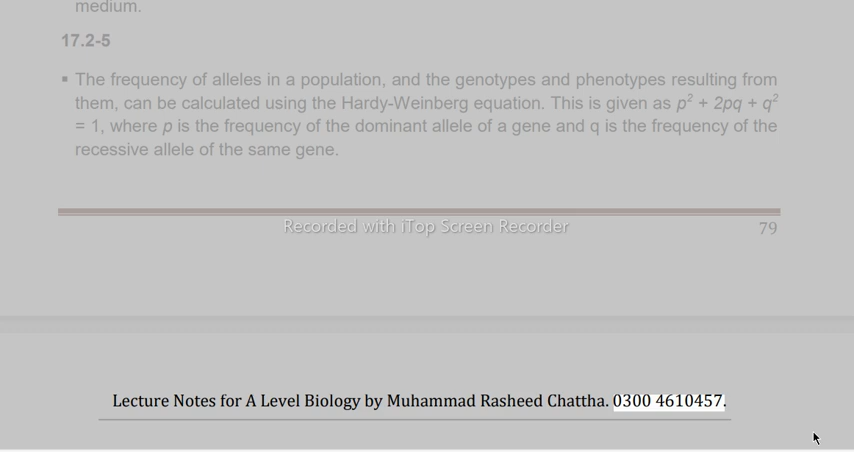 medium.
17.2-5
▪ The frequency of alleles in a population, and the genotypes and phenotypes resulting from
them, can be calculated using the Hardy-Weinberg equation. This is given as p² + 2pq + q²
= 1, where p is the frequency of the dominant allele of a gene and q is the frequency of the
recessive allele of the same gene.
Recorded with iTop Screen Recorder
79
Lecture Notes for A Level Biology by Muhammad Rasheed Chattha. 0300 4610457.